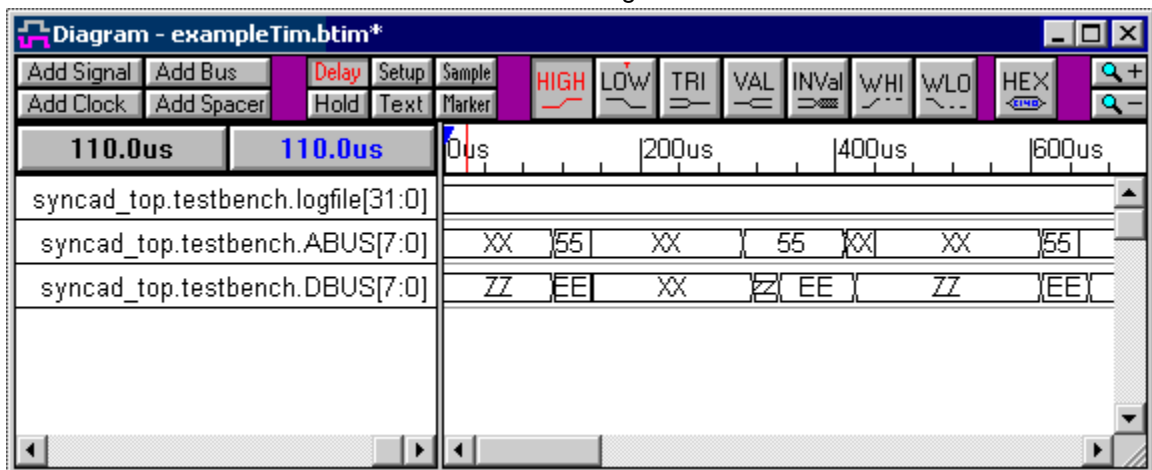 Diagram - exampleTim.btim*
Add Signal Add Bus Delay Setup Sample HIGH LOW TRI VAL INVal WHI WLO HEX +
Add Clock Add Spacer Hold Text Marker -
110.0us 110.0us 0us |200us |400us |600us
syncad_top.testbench.logfile[31:0]
syncad_top.testbench.ABUS[7:0] XX 55 XX 55 XX XX 55
syncad_top.testbench.DBUS[7:0] ZZ EE XX ZZ EE ZZ EE